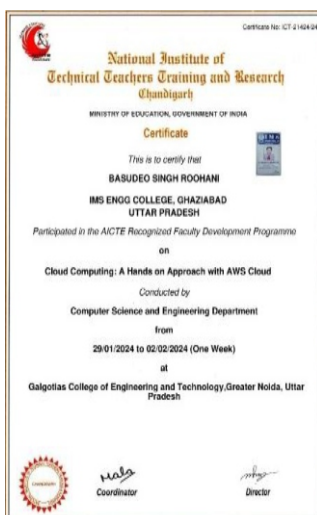 Certificate No: ICT-21424/24
National Institute of
Technical Teachers Training and Research
Chandigarh
MINISTRY OF EDUCATION, GOVERNMENT OF INDIA
Certificate
This is to certify that
BASUDEO SINGH ROOHANI
IMS ENGG COLLEGE, GHAZIABAD
UTTAR PRADESH
Participated in the AICTE Recognized Faculty Development Programme
on
Cloud Computing: A Hands on Approach with AWS Cloud
Conducted by
Computer Science and Engineering Department
from
29/01/2024 to 02/02/2024 (One Week)
at
Galgotias College of Engineering and Technology,Greater Noida, Uttar
Pradesh
Mala
Coordinator
Director